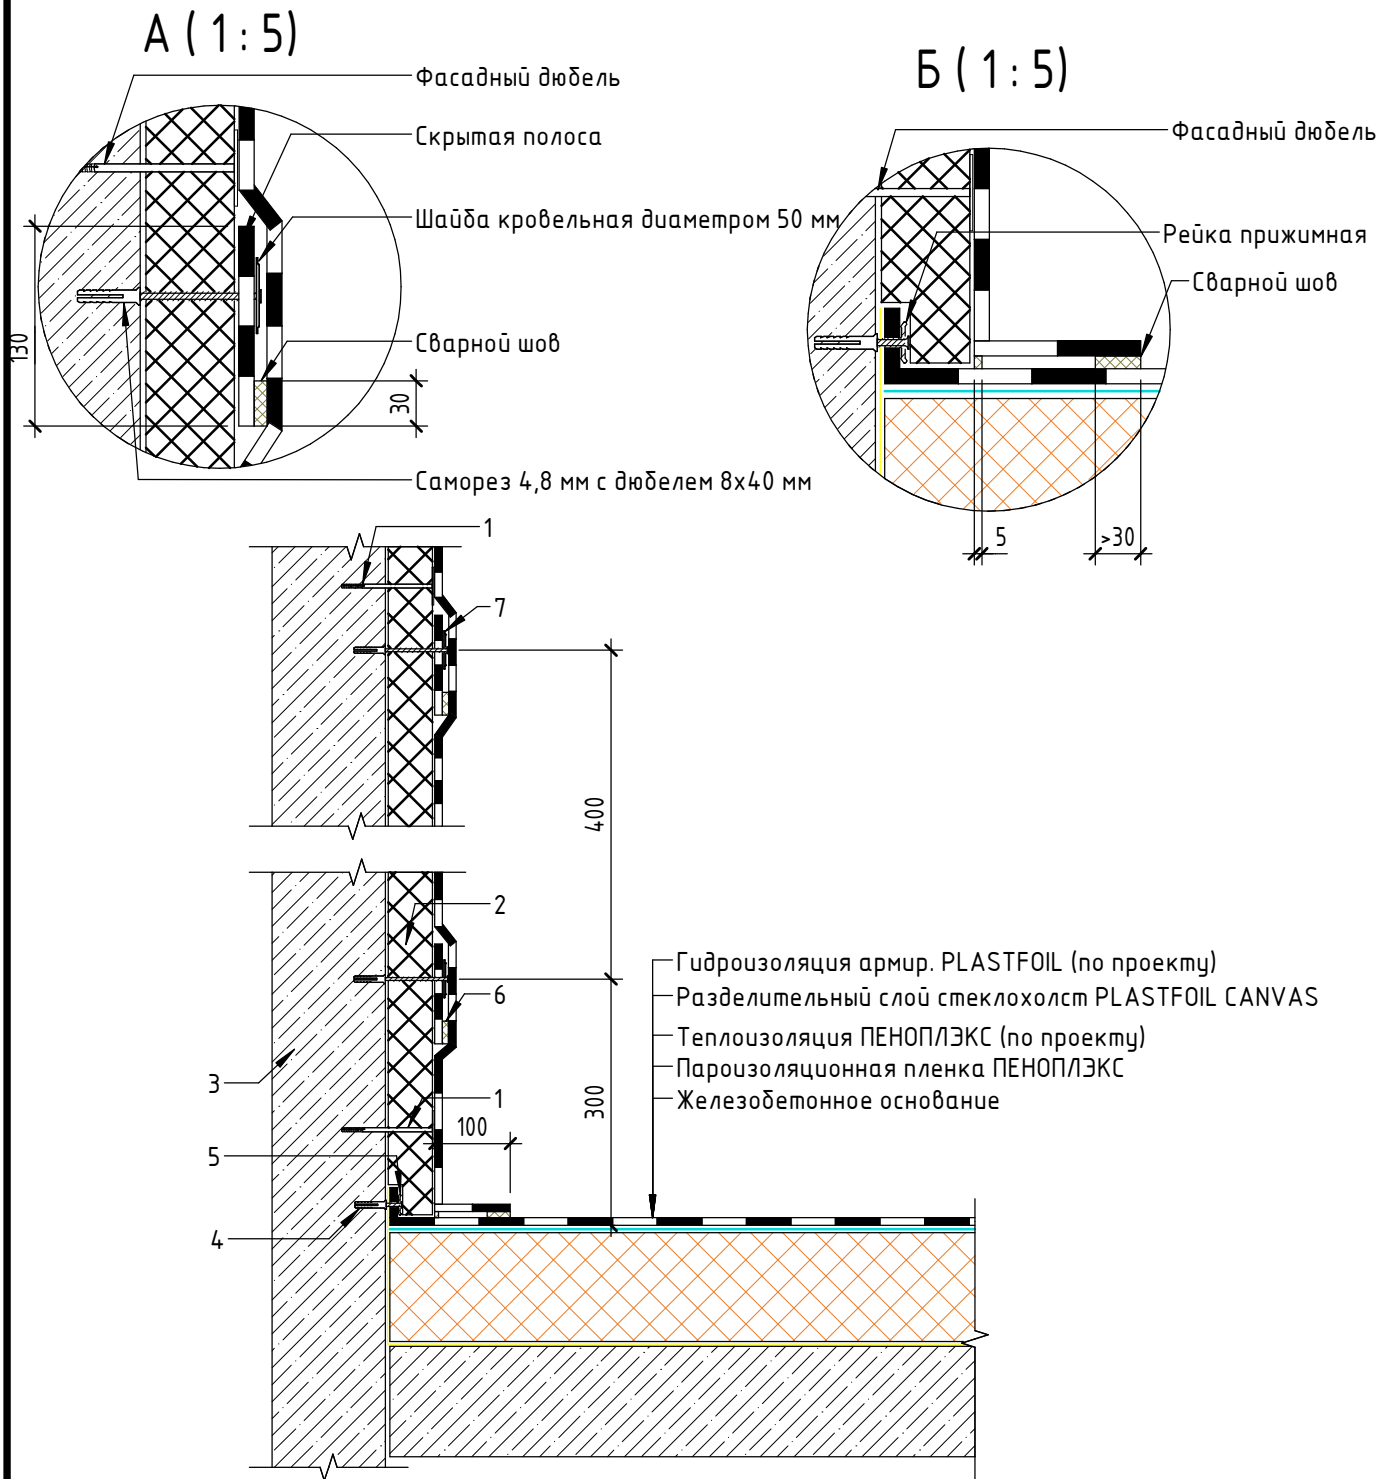 А ( 1 : 5)
Фасадный дюбель
Скрытая полоса
Шайба кровельная диаметром 50 мм
Сварной шов
Саморез 4,8 мм с дюбелем 8х40 мм
130
30
Б ( 1 : 5)
Фасадный дюбель
Рейка прижимная
Сварной шов
5
>30
1
7
400
2
6
3
300
1
100
5
4
Гидроизоляция армир. PLASTFOIL (по проекту)
Разделительный слой стеклохолст PLASTFOIL CANVAS
Теплоизоляция ПЕНОПЛЭКС (по проекту)
Пароизоляционная пленка ПЕНОПЛЭКС
Железобетонное основание